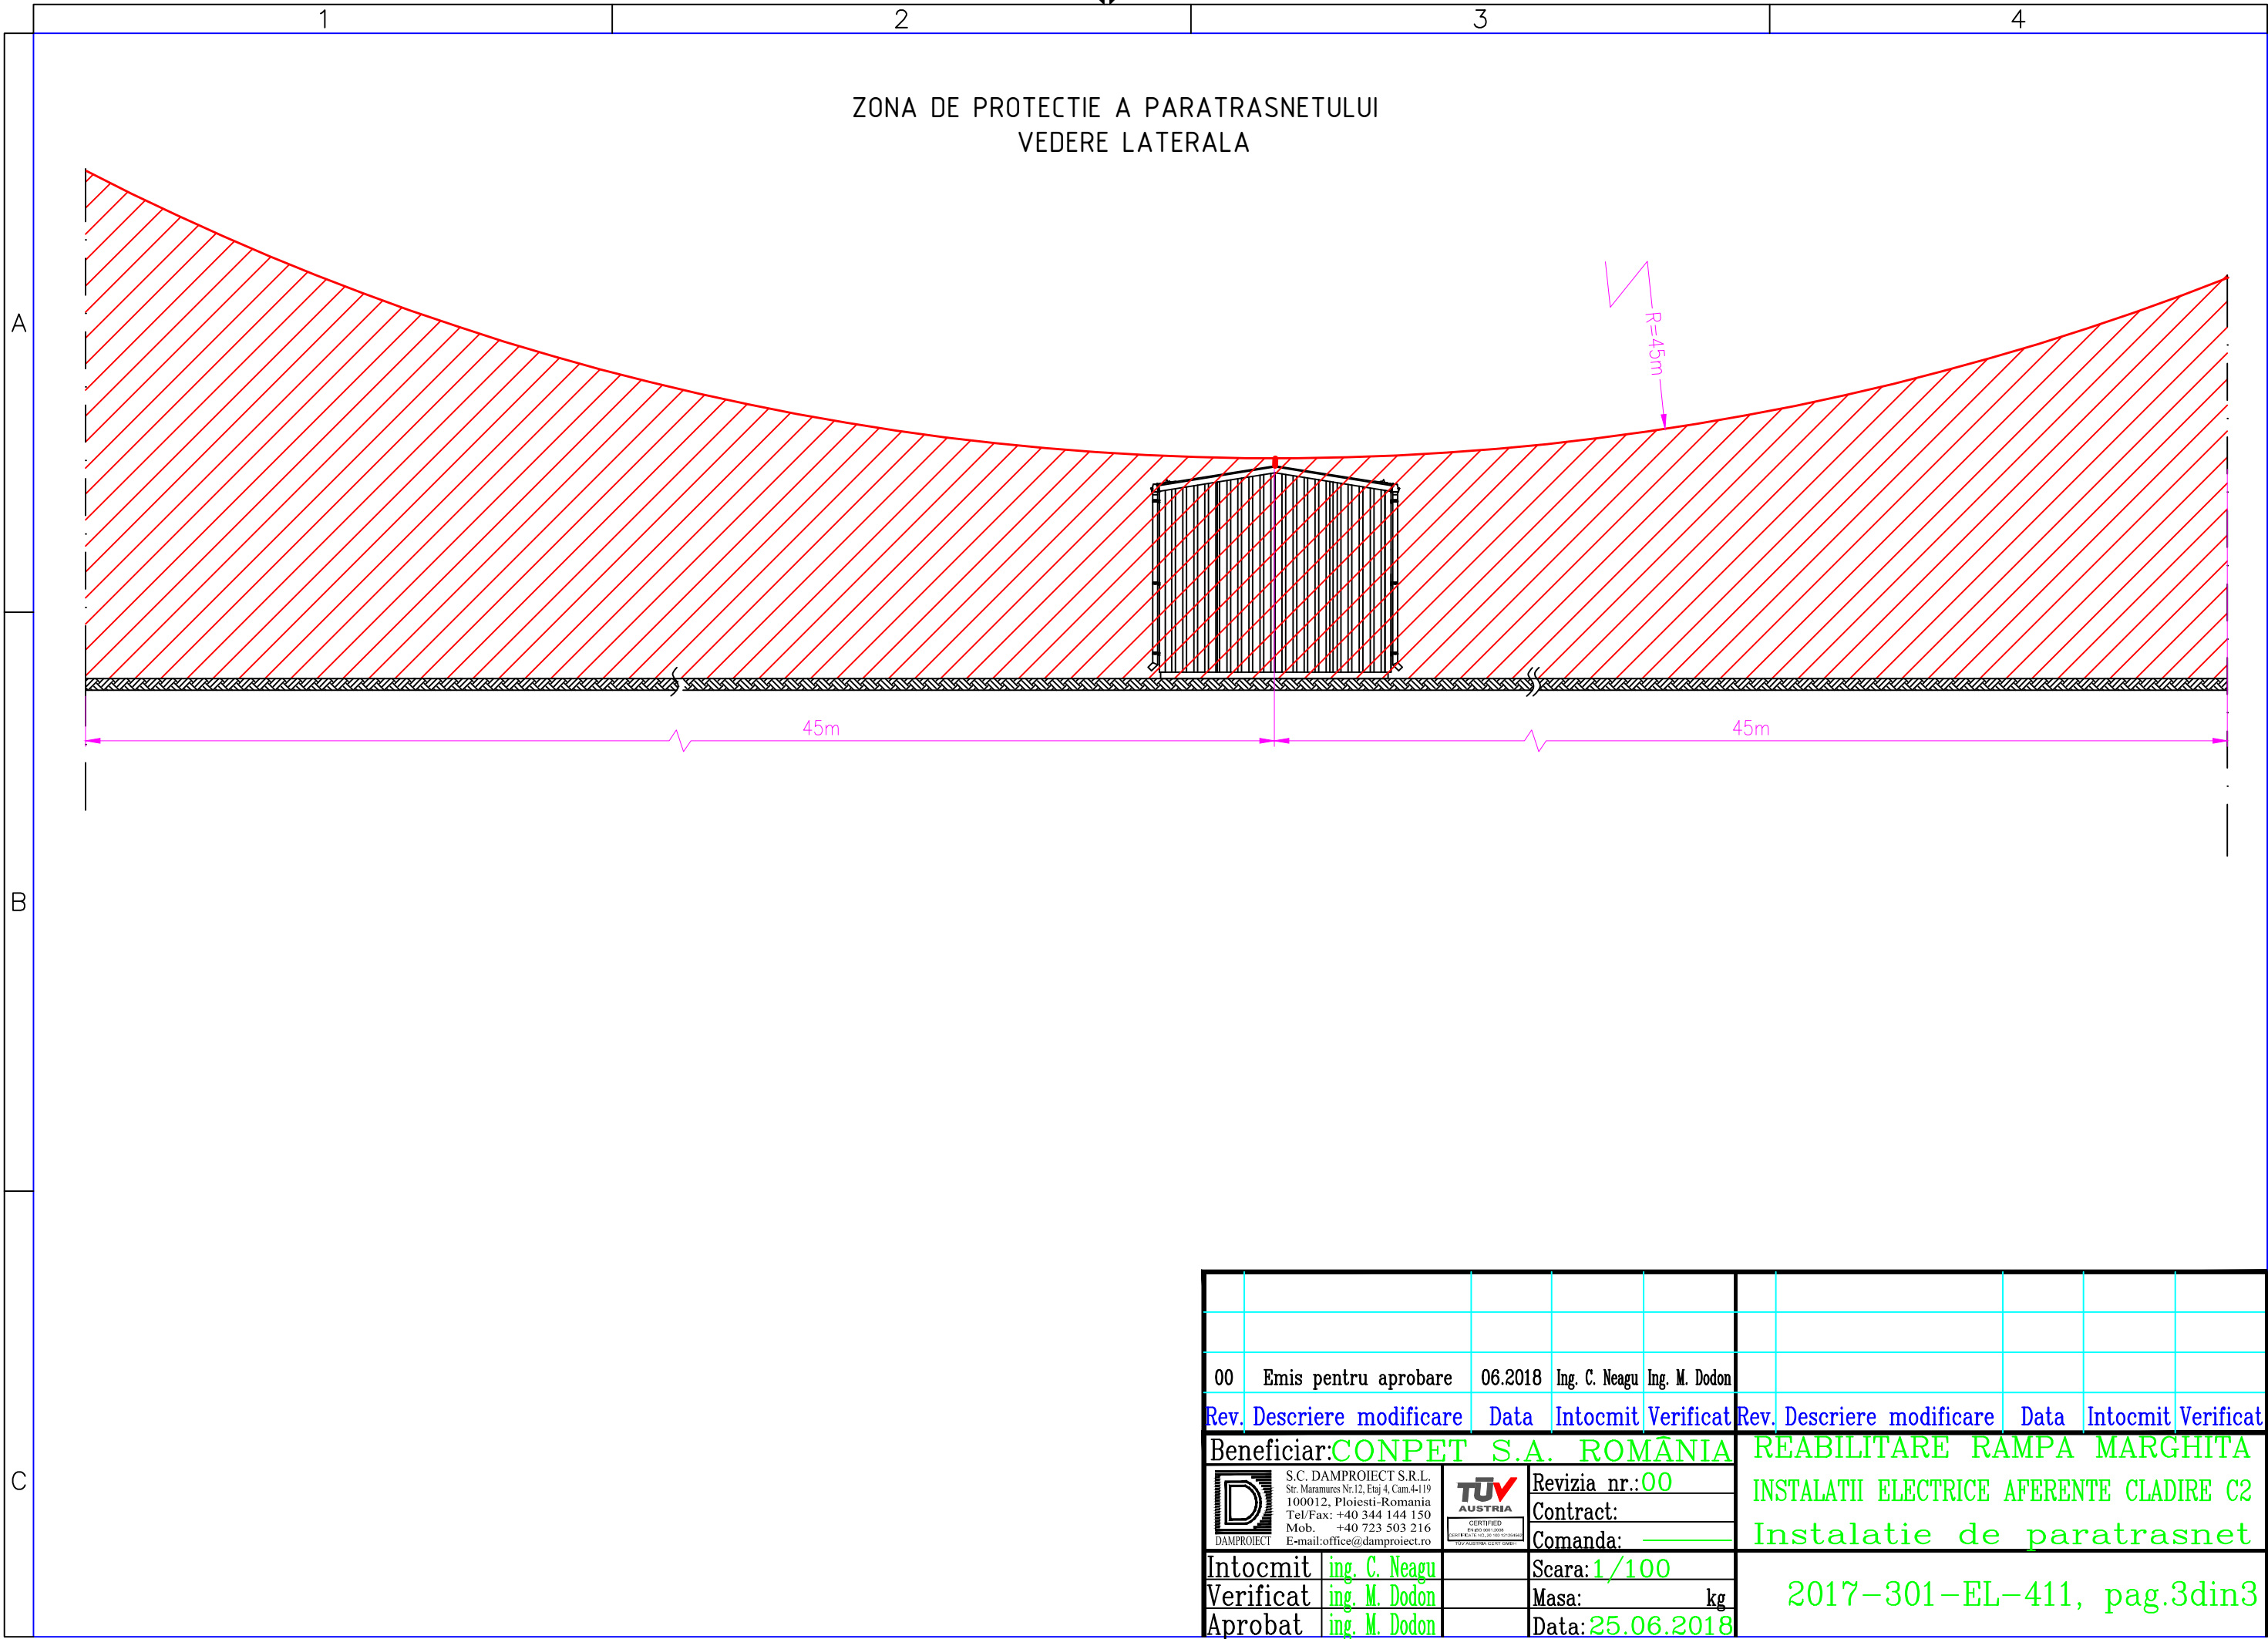 1 2 3 4
ZONA DE PROTECTIE A PARATRASNETULUI
VEDERE LATERALA
A
R=45m
45m 45m
B
C
00 Emis pentru aprobare 06.2018 Ing. C. Neagu Ing. M. Dodon
Rev. Descriere modificare Data Intocmit Verificat Rev. Descriere modificare Data Intocmit Verificat
Beneficiar: CONPET S.A. ROMÂNIA
REABILITARE RAMPA MARGHITA
INSTALATII ELECTRICE AFERENTE CLADIRE C2
Instalatie de paratrasnet
DAMPROIECT
S.C. DAMPROIECT S.R.L.
Str. Maramures Nr.12, Etaj 4, Cam.4-119
100012, Ploiesti-Romania
Tel/Fax: +40 344 144 150
Mob. +40 723 503 216
E-mail:office@damproiect.ro
TÜV
AUSTRIA
CERTIFIED
Revizia nr.:00
Contract:
Comanda:
Intocmit ing. C. Neagu
Verificat ing. M. Dodon
Aprobat ing. M. Dodon
Scara: 1/100
Masa: kg
Data: 25.06.2018
2017-301-EL-411, pag.3din3